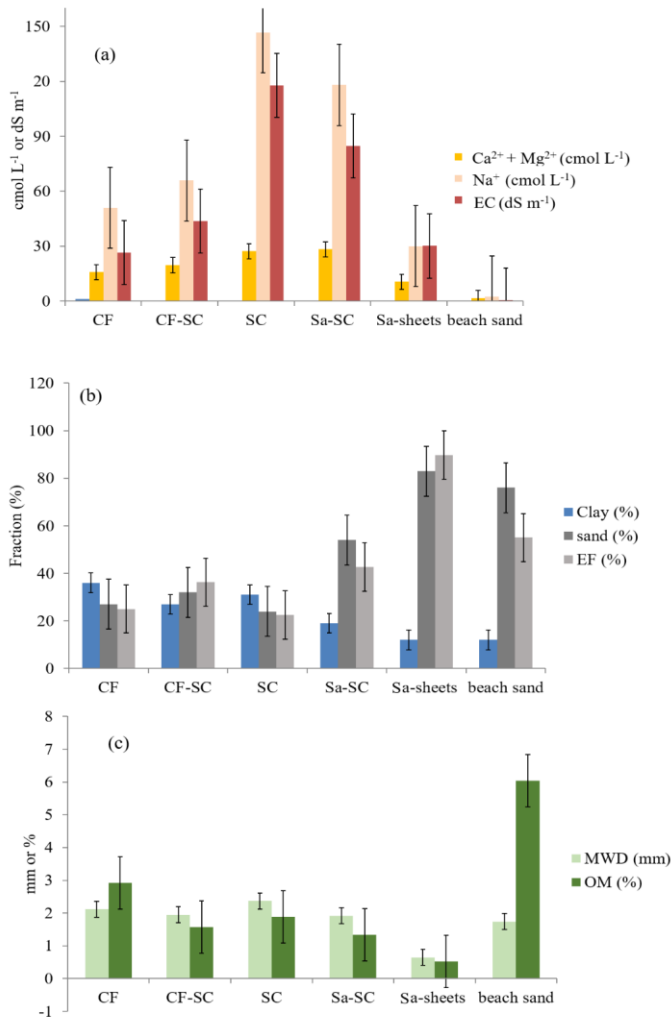 (a)
cmol L⁻¹ or dS m⁻¹
150
20
90
60
30
0
Ca²⁺ + Mg²⁺ (cmol L⁻¹)
Na⁺ (cmol L⁻¹)
EC (dS m⁻¹)
CF CF-SC SC Sa-SC Sa-sheets beach sand
(b)
Fraction (%)
120
100
80
60
40
20
0
Clay (%)
sand (%)
EF (%)
CF CF-SC SC Sa-SC Sa-sheets beach sand
(c)
mm or %
8
7
6
5
4
3
2
1
0
-1
MWD (mm)
OM (%)
CF CF-SC SC Sa-SC Sa-sheets beach sand